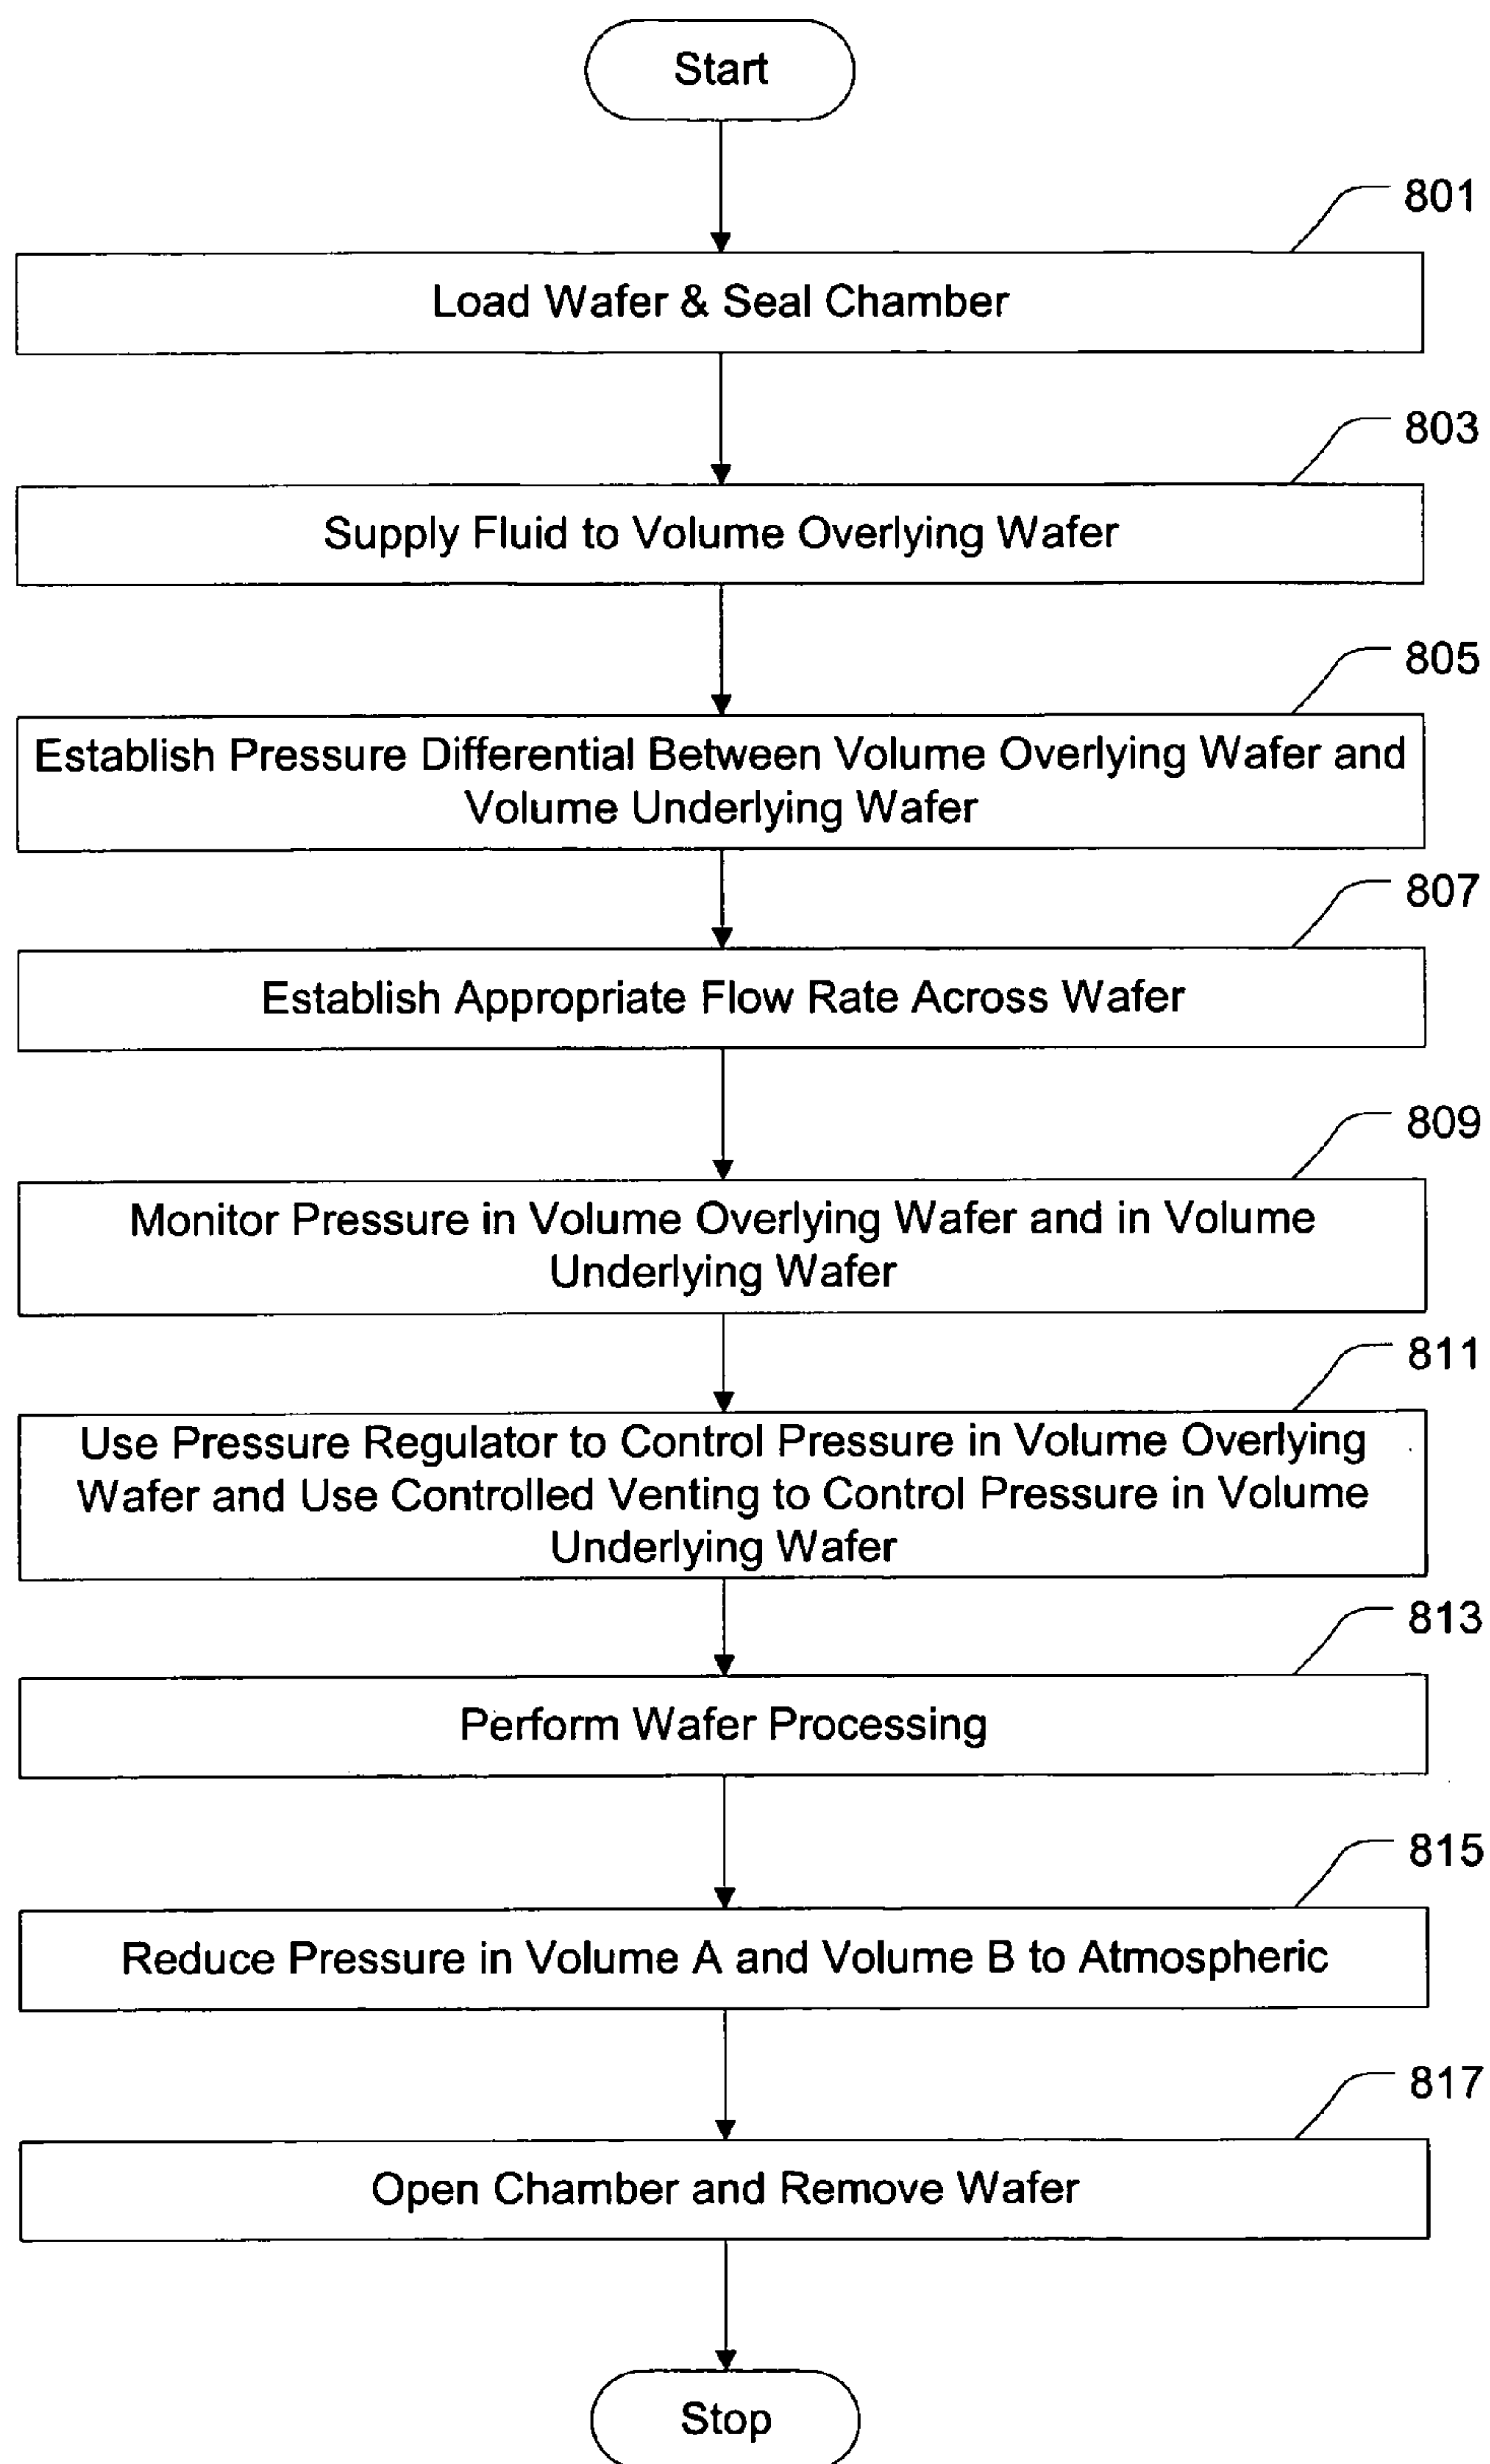 Start
801
Load Wafer & Seal Chamber
803
Supply Fluid to Volume Overlying Wafer
805
Establish Pressure Differential Between Volume Overlying Wafer and
Volume Underlying Wafer
807
Establish Appropriate Flow Rate Across Wafer
809
Monitor Pressure in Volume Overlying Wafer and in Volume
Underlying Wafer
811
Use Pressure Regulator to Control Pressure in Volume Overlying
Wafer and Use Controlled Venting to Control Pressure in Volume
Underlying Wafer
813
Perform Wafer Processing
815
Reduce Pressure in Volume A and Volume B to Atmospheric
817
Open Chamber and Remove Wafer
Stop